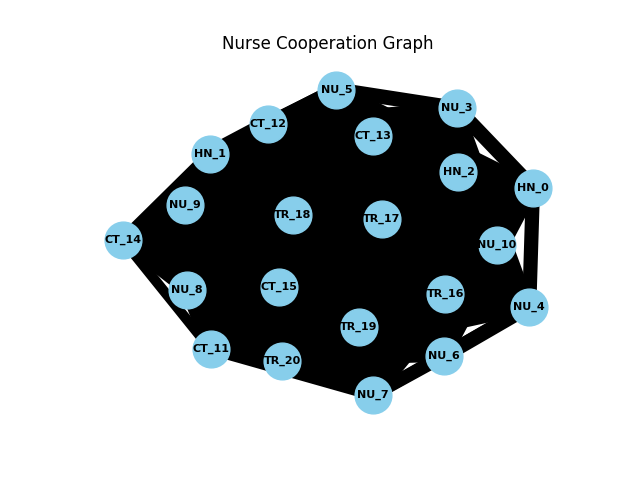 Nurse Cooperation Graph
NU_5
NU_3
CT_12
CT_13
HN_1
HN_2
HN_0
NU_9
TR_18
TR_17
CT_14
NU_10
NU_8
CT_15
TR_16
NU_4
TR_19
CT_11
NU_6
TR_20
NU_7